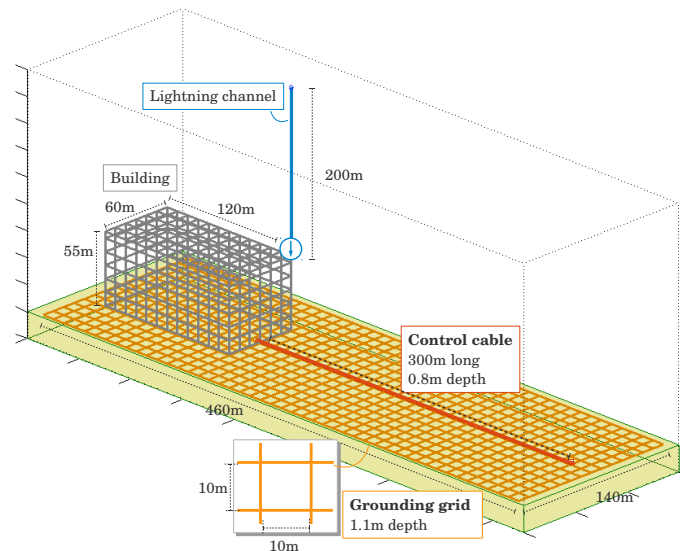 Lightning channel
200m
Building
60m
120m
55m
Control cable
300m long
0.8m depth
460m
10m
10m
Grounding grid
1.1m depth
140m